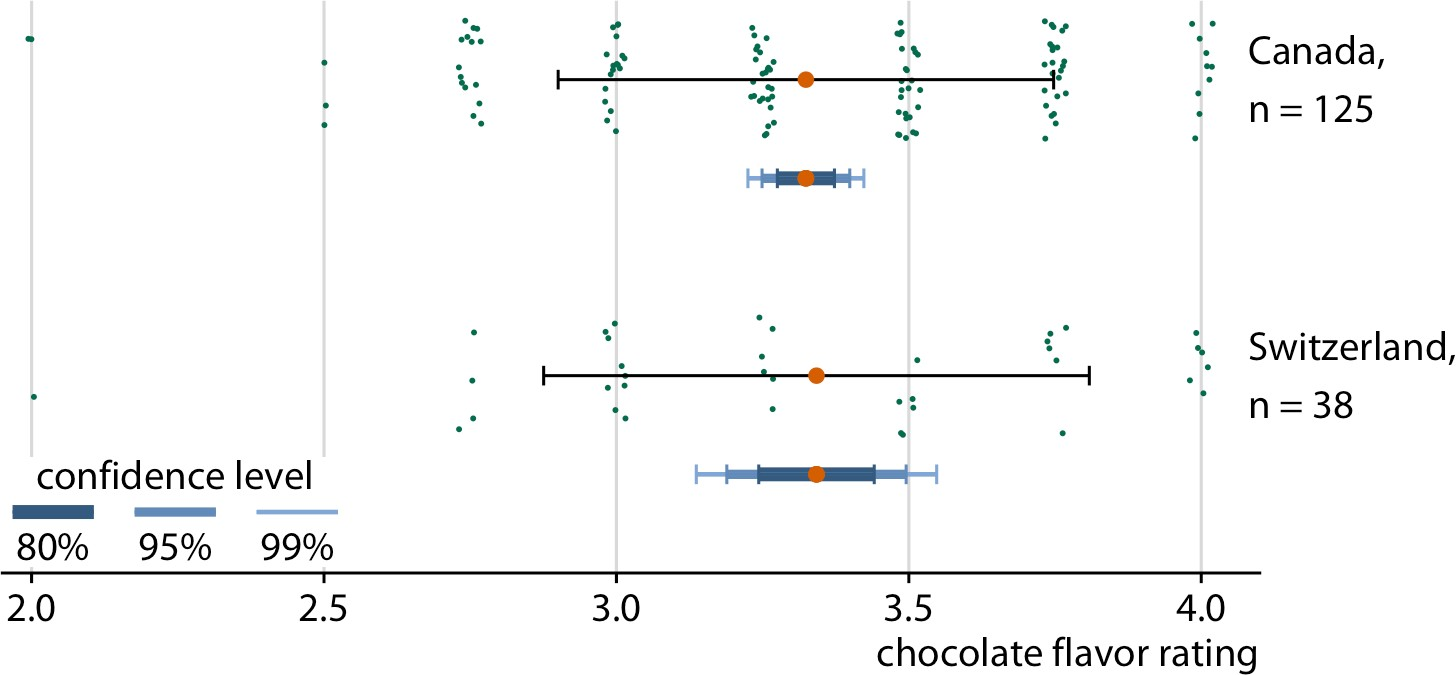 Canada,
n = 125
Switzerland,
n = 38
confidence level
80% 95% 99%
2.0 2.5 3.0 3.5 4.0
chocolate flavor rating